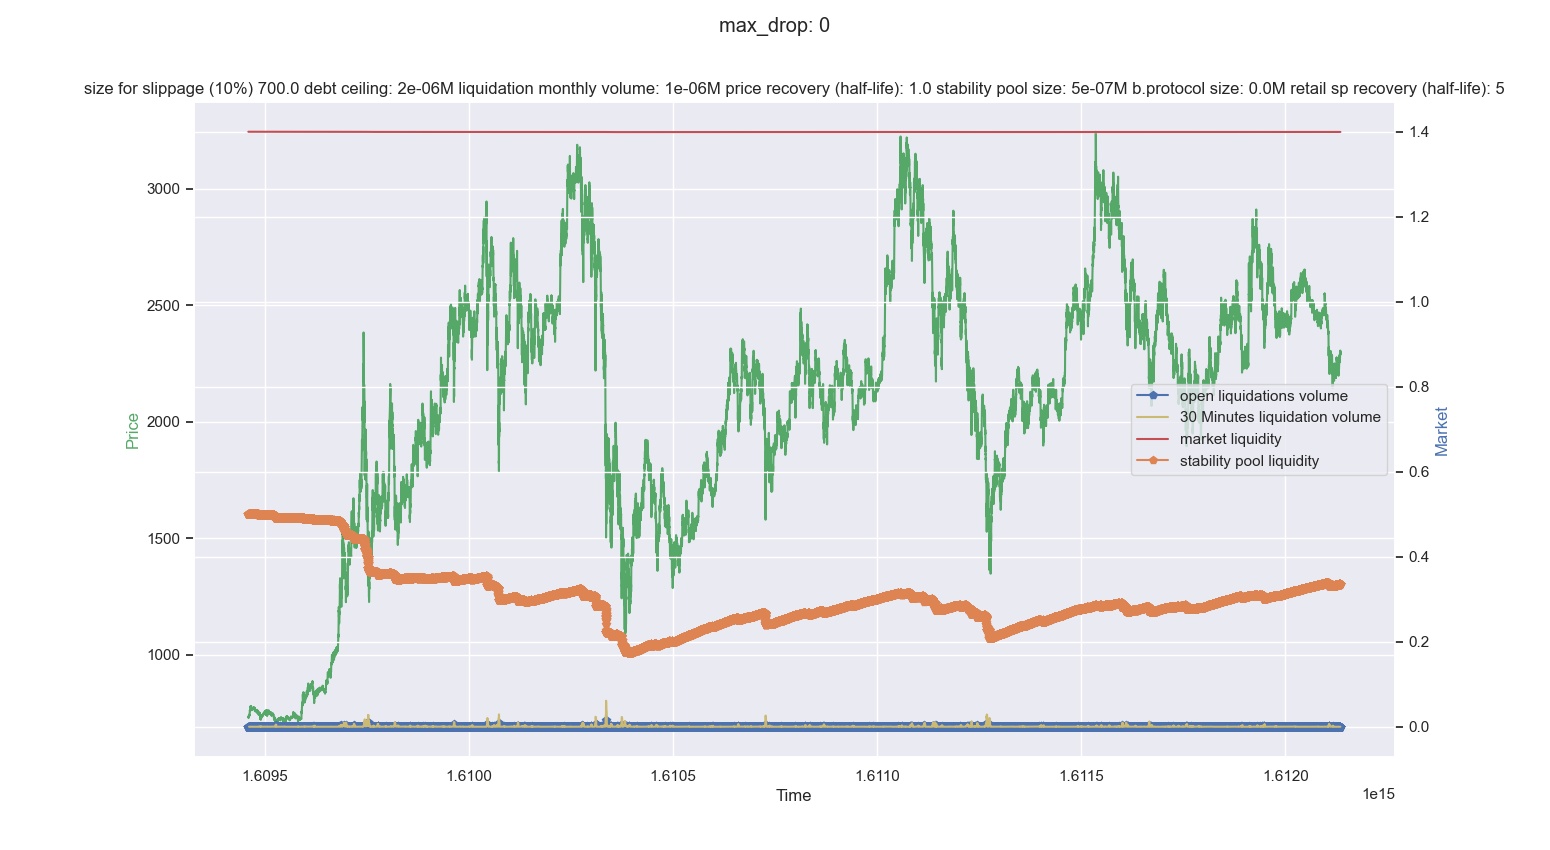 max_drop: 0
size for slippage (10%) 700.0 debt ceiling: 2e-06M liquidation monthly volume: 1e-06M price recovery (half-life): 1.0 stability pool size: 5e-07M b.protocol size: 0.0M retail sp recovery (half-life): 5
3000
2500
2000
1500
1000
Price
1.4
1.2
1.0
0.8
0.6
0.4
0.2
0.0
Market
open liquidations volume
30 Minutes liquidation volume
market liquidity
stability pool liquidity
1.6095 1.6100 1.6105 1.6110 1.6115 1.6120
Time
1e15